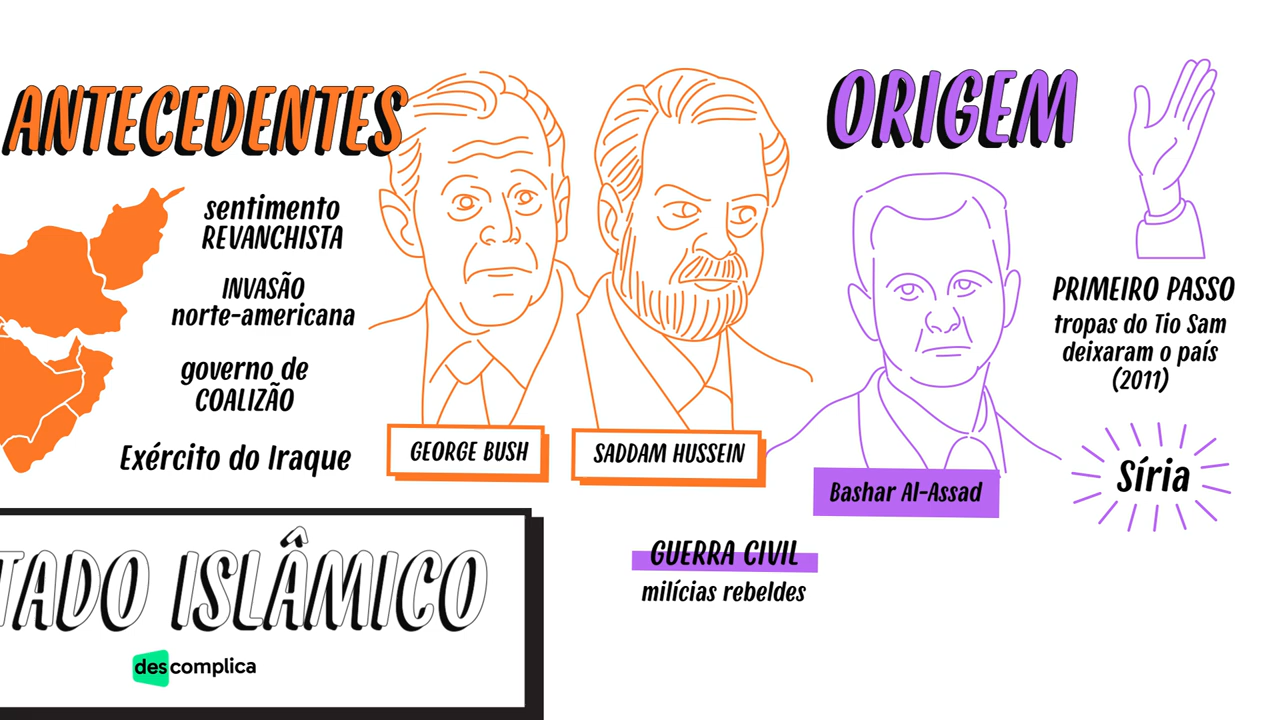 ANTECEDENTES
sentimento
REVANCHISTA
INVASÃO
norte-americana
governo de
COALIZÃO
Exército do Iraque
GEORGE BUSH
SADDAM HUSSEIN
ORIGEM
PRIMEIRO PASSO
tropas do Tio Sam
deixaram o país
(2011)
Bashar Al-Assad
Síria
GUERRA CIVIL
milícias rebeldes
TADO ISLÂMICO
descomplica